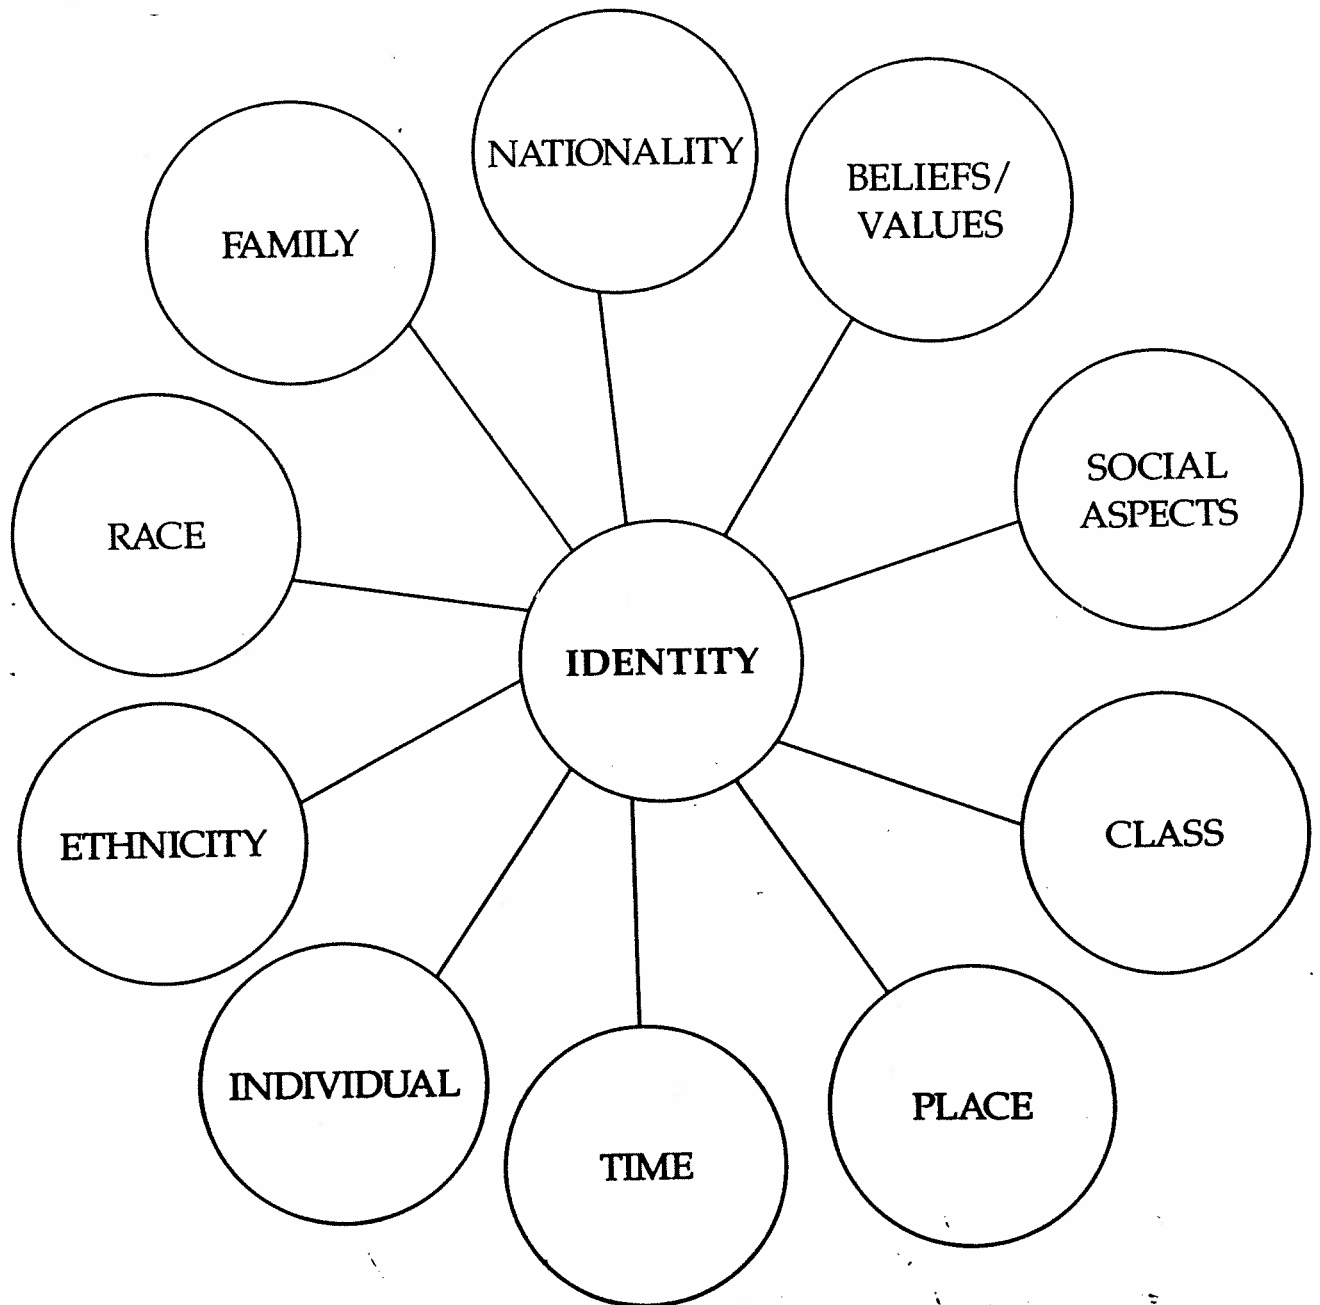 NATIONALITY
BELIEFS/
VALUES
FAMILY
SOCIAL
ASPECTS
RACE
IDENTITY
CLASS
ETHNICITY
INDIVIDUAL
PLACE
TIME